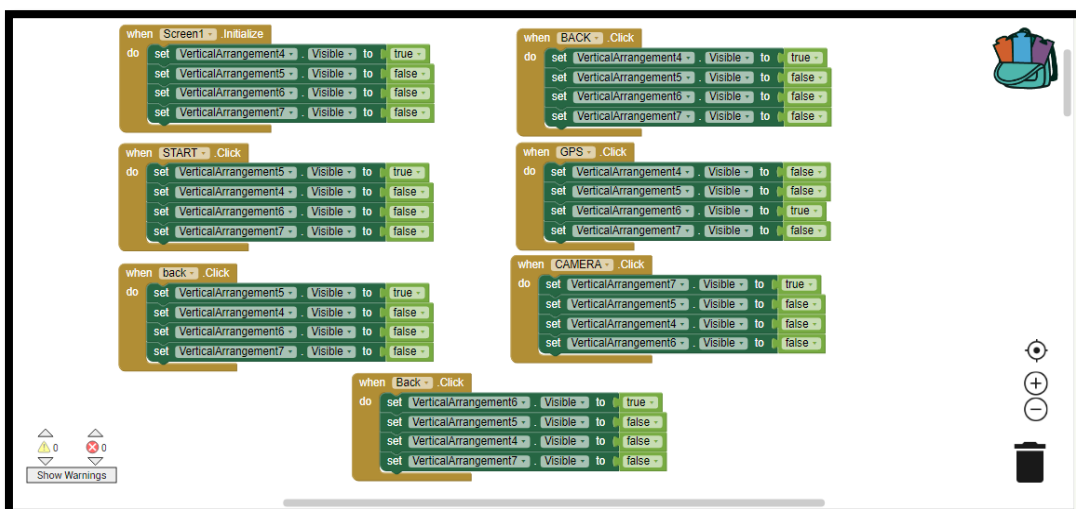 when Screen1 .Initialize
do set VerticalArrangement4 . Visible to true
set VerticalArrangement5 . Visible to false
set VerticalArrangement6 . Visible to false
set VerticalArrangement7 . Visible to false
when BACK .Click
do set VerticalArrangement4 . Visible to true
set VerticalArrangement5 . Visible to false
set VerticalArrangement6 . Visible to false
set VerticalArrangement7 . Visible to false
when START .Click
do set VerticalArrangement5 . Visible to true
set VerticalArrangement4 . Visible to false
set VerticalArrangement6 . Visible to false
set VerticalArrangement7 . Visible to false
when GPS .Click
do set VerticalArrangement4 . Visible to false
set VerticalArrangement5 . Visible to false
set VerticalArrangement6 . Visible to true
set VerticalArrangement7 . Visible to false
when back .Click
do set VerticalArrangement5 . Visible to true
set VerticalArrangement4 . Visible to false
set VerticalArrangement6 . Visible to false
set VerticalArrangement7 . Visible to false
when CAMERA .Click
do set VerticalArrangement7 . Visible to true
set VerticalArrangement5 . Visible to false
set VerticalArrangement4 . Visible to false
set VerticalArrangement6 . Visible to false
when Back .Click
do set VerticalArrangement6 . Visible to true
set VerticalArrangement5 . Visible to false
set VerticalArrangement4 . Visible to false
set VerticalArrangement7 . Visible to false
0 0
Show Warnings